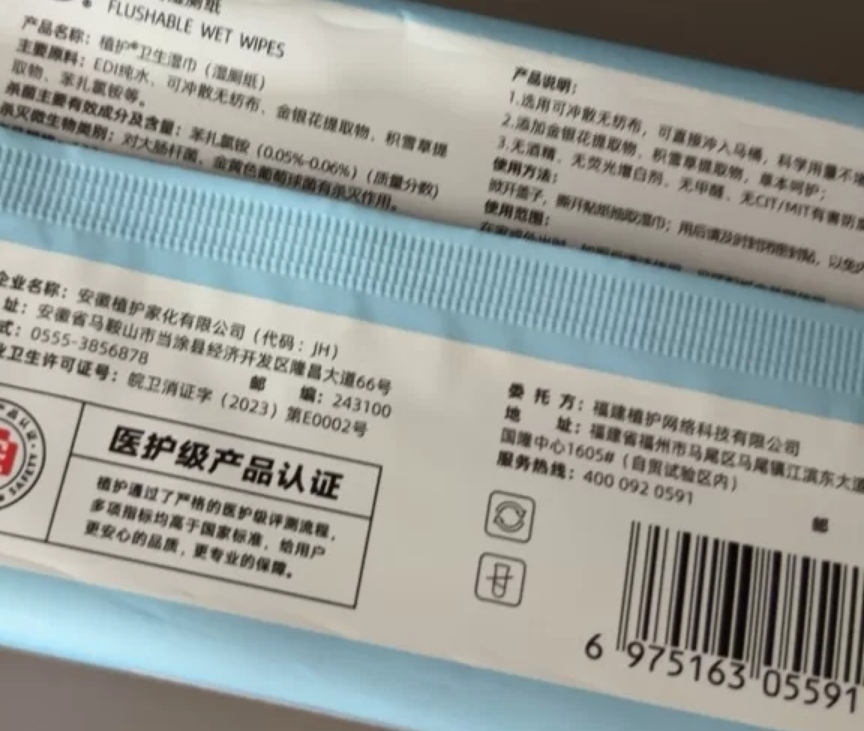 湿厕纸
FLUSHABLE WET WIPES
产品名称：植护®卫生湿巾（湿厕纸）
主要原料：EDI纯水、可冲散无纺布、金银花提取物、积雪草提
取物、苯扎氯铵等。
杀菌主要有效成分及含量：苯扎氯铵（0.05%-0.06%）（质量分数）
杀灭微生物类别：对大肠杆菌、金黄色葡萄球菌有杀灭作用。
产品说明：
1.选用可冲散无纺布，可直接冲入马桶，科学用量不堵
2.添加金银花提取物、积雪草提取物，草本呵护；
3.无酒精、无荧光增白剂、无甲醛、无CIT/MIT有害防腐
使用方法：
掀开盖子，撕开贴纸抽取湿巾；用后请及时封闭密封贴，以免内
使用范围：
企业名称：安徽植护家化有限公司（代码：JH）
址：安徽省马鞍山市当涂县经济开发区隆昌大道66号
式：0555-3856878
邮 编：243100
业卫生许可证号：皖卫消证字（2023）第E0002号
产品认证
SAFETY
医护级产品认证
植护通过了严格的医护级评测流程，
多项指标均高于国家标准，给用户
更安心的品质，更专业的保障。
委托方：福建植护网络科技有限公司
地 址：福建省福州市马尾区马尾镇江滨东大道
国隆中心1605#（自贸试验区内）
服务热线：400 092 0591
邮
6 975163 05591